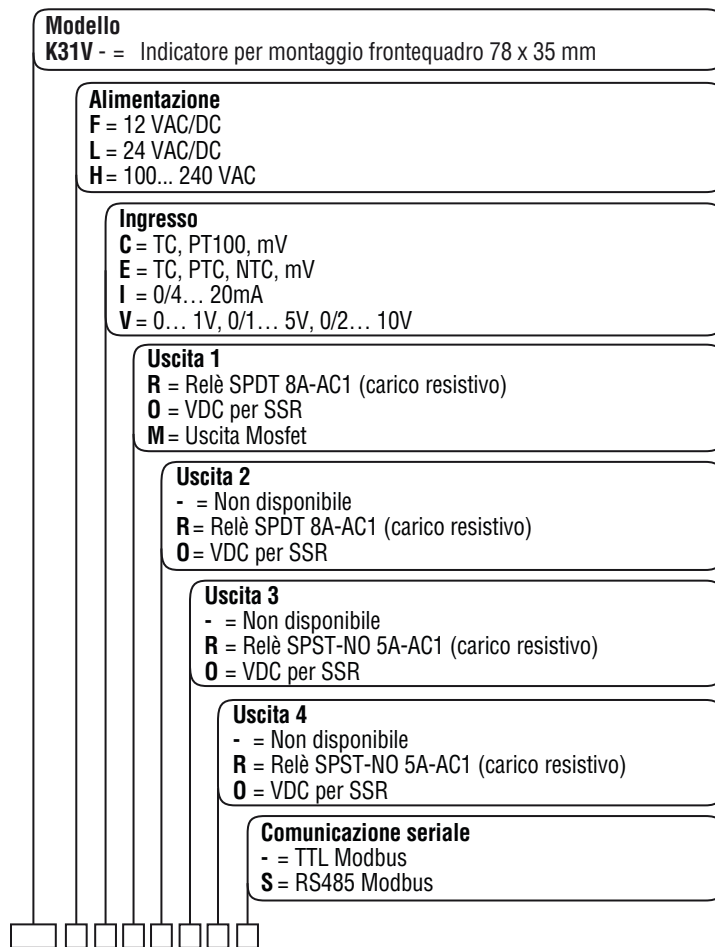 Modello
K31V - = Indicatore per montaggio frontequadro 78 x 35 mm
Alimentazione
F = 12 VAC/DC
L = 24 VAC/DC
H = 100... 240 VAC
Ingresso
C = TC, PT100, mV
E = TC, PTC, NTC, mV
I = 0/4… 20mA
V = 0… 1V, 0/1… 5V, 0/2… 10V
Uscita 1
R = Relè SPDT 8A-AC1 (carico resistivo)
O = VDC per SSR
M = Uscita Mosfet
Uscita 2
- = Non disponibile
R = Relè SPDT 8A-AC1 (carico resistivo)
O = VDC per SSR
Uscita 3
- = Non disponibile
R = Relè SPST-NO 5A-AC1 (carico resistivo)
O = VDC per SSR
Uscita 4
- = Non disponibile
R = Relè SPST-NO 5A-AC1 (carico resistivo)
O = VDC per SSR
Comunicazione seriale
- = TTL Modbus
S = RS485 Modbus